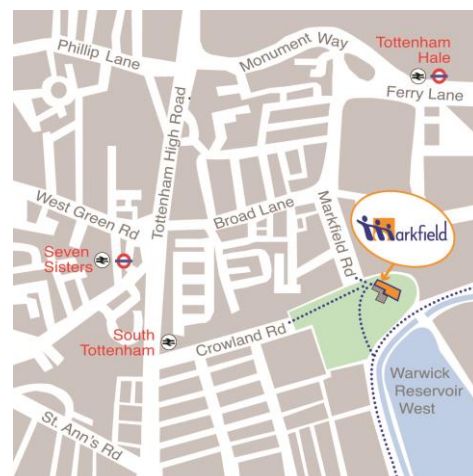 Phillip Lane
Monument Way
Tottenham
Hale
Ferry Lane
Tottenham High Road
West Green Rd
Broad Lane
Markfield Rd
Markfield
Seven
Sisters
South
Tottenham
Crowland Rd
Warwick
Reservoir
West
St. Ann's Rd